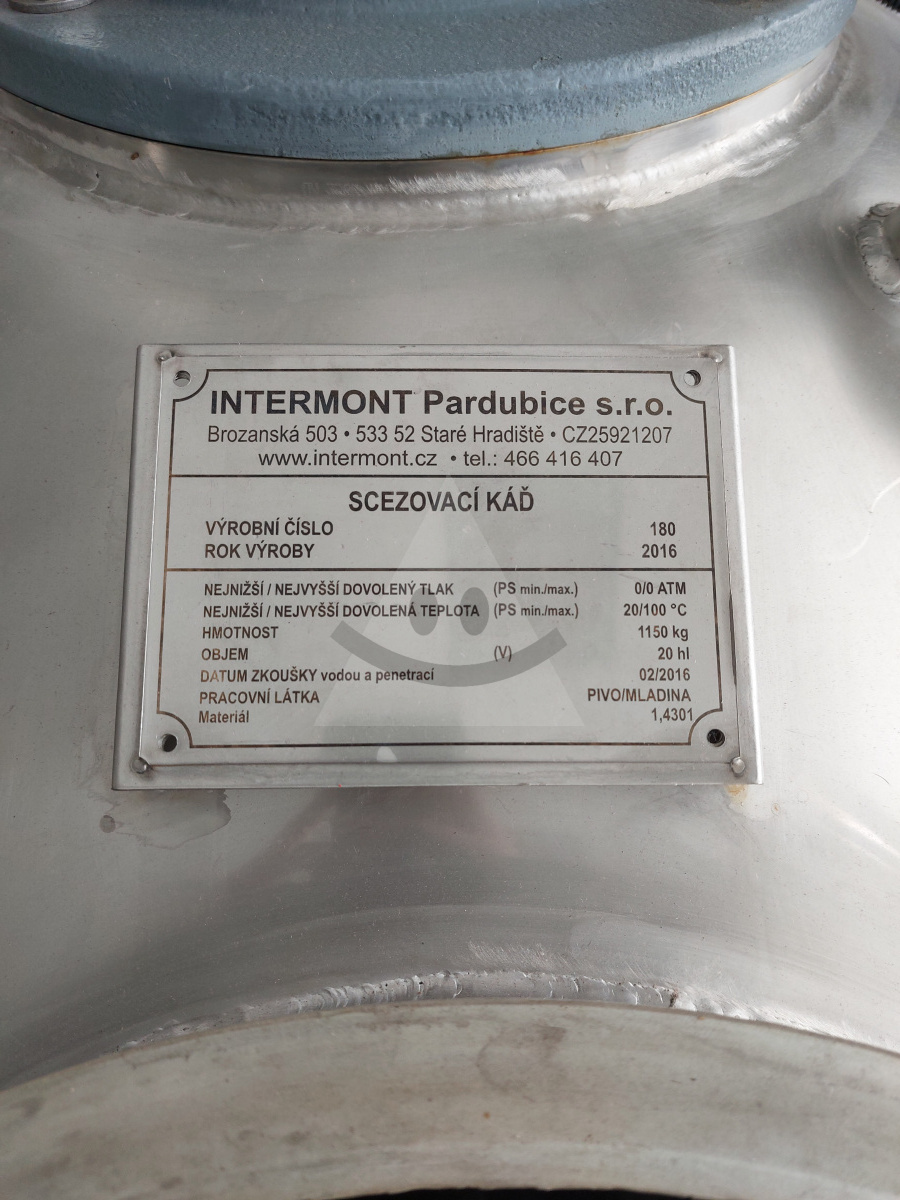 INTERMONT Pardubice s.r.o.
Brozanská 503 • 533 52 Staré Hradiště • CZ25921207
www.intermont.cz • tel.: 466 416 407
SCEZOVACÍ KÁĎ
VÝROBNÍ ČÍSLO 180
ROK VÝROBY 2016
NEJNIŽŠÍ / NEJVYŠŠÍ DOVOLENÝ TLAK (PS min./max.) 0/0 ATM
NEJNIŽŠÍ / NEJVYŠŠÍ DOVOLENÁ TEPLOTA (PS min./max.) 20/100 °C
HMOTNOST 1150 kg
OBJEM (V) 20 hl
DATUM ZKOUŠKY vodou a penetrací 02/2016
PRACOVNÍ LÁTKA PIVO/MLADINA
Materiál 1,4301